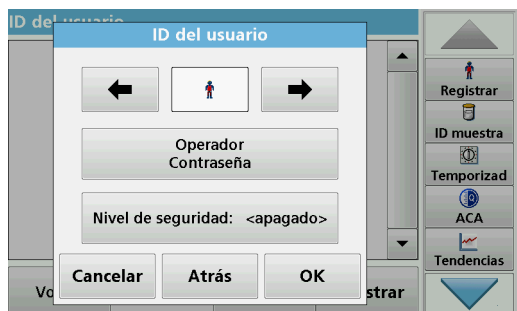 ID del usuario
ID del usuario
Operador
Contraseña
Nivel de seguridad: <apagado>
Cancelar
Atrás
OK
Registrar
ID muestra
Temporizad
ACA
Tendencias